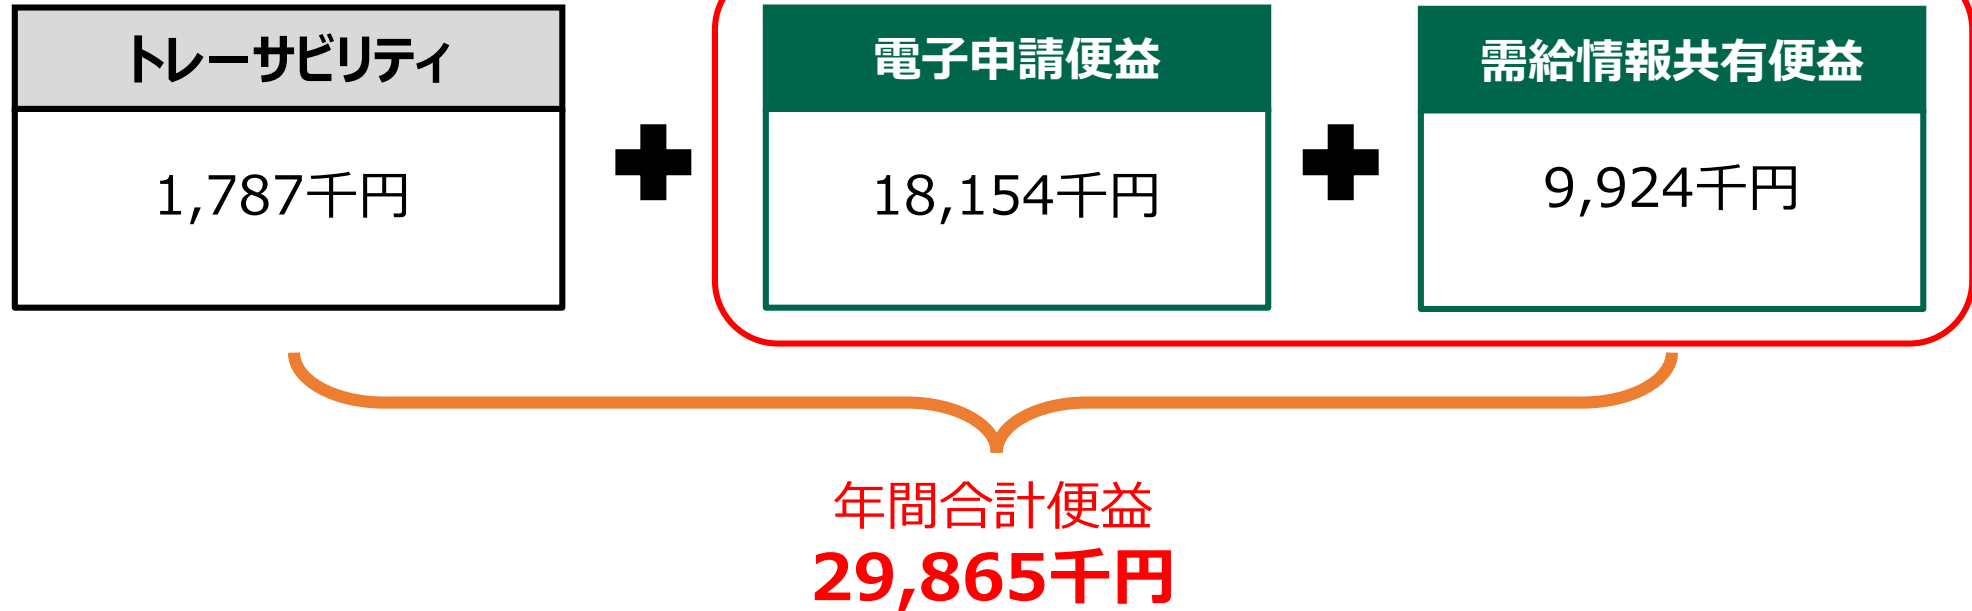 トレーサビリティ
1,787千円
電子申請便益
18,154千円
需給情報共有便益
9,924千円
年間合計便益
29,865千円